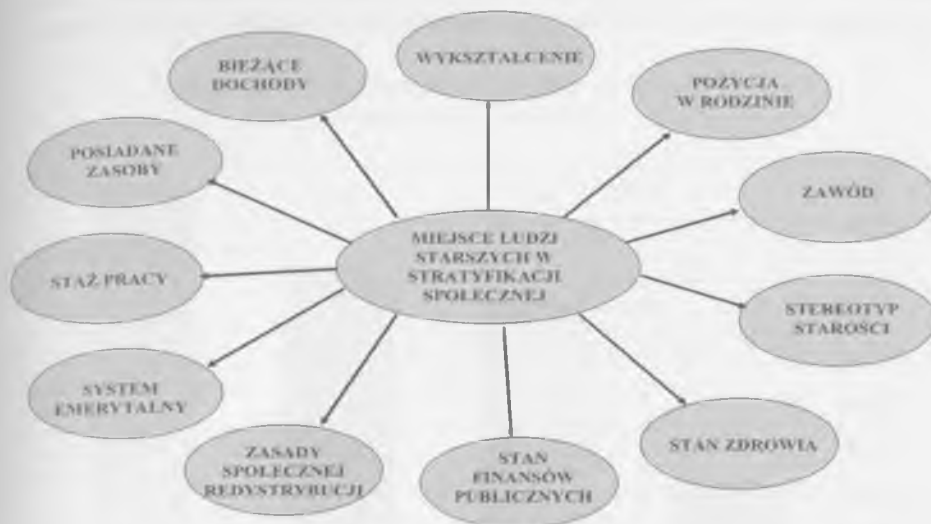 WYKSZTAŁCENIE
BIEŻĄCE
DOCHODY
POZYCJA
W RODZINIE
POSIADANE
ZASOBY
ZAWÓD
MIEJSCE LUDZI
STARSZYCH W
STRATYFIKACJI
SPOŁECZNEJ
STAŻ PRACY
STEREOTYP
STAROŚCI
SYSTEM
EMERYTALNY
STAN ZDROWIA
ZASADY
SPOŁECZNEJ
REDYSTRYBUCJI
STAN
FINANSÓW
PUBLICZNYCH